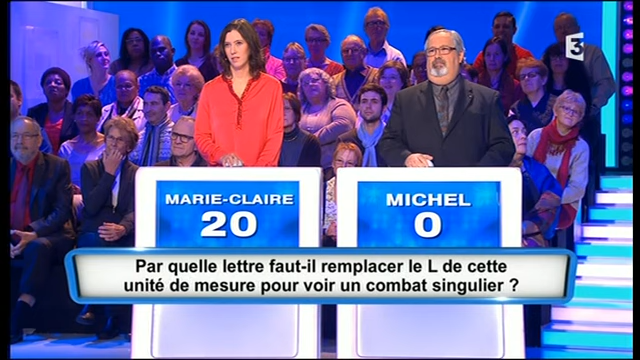 3
MARIE-CLAIRE
20
MICHEL
0
Par quelle lettre faut-il remplacer le L de cette
unité de mesure pour voir un combat singulier ?